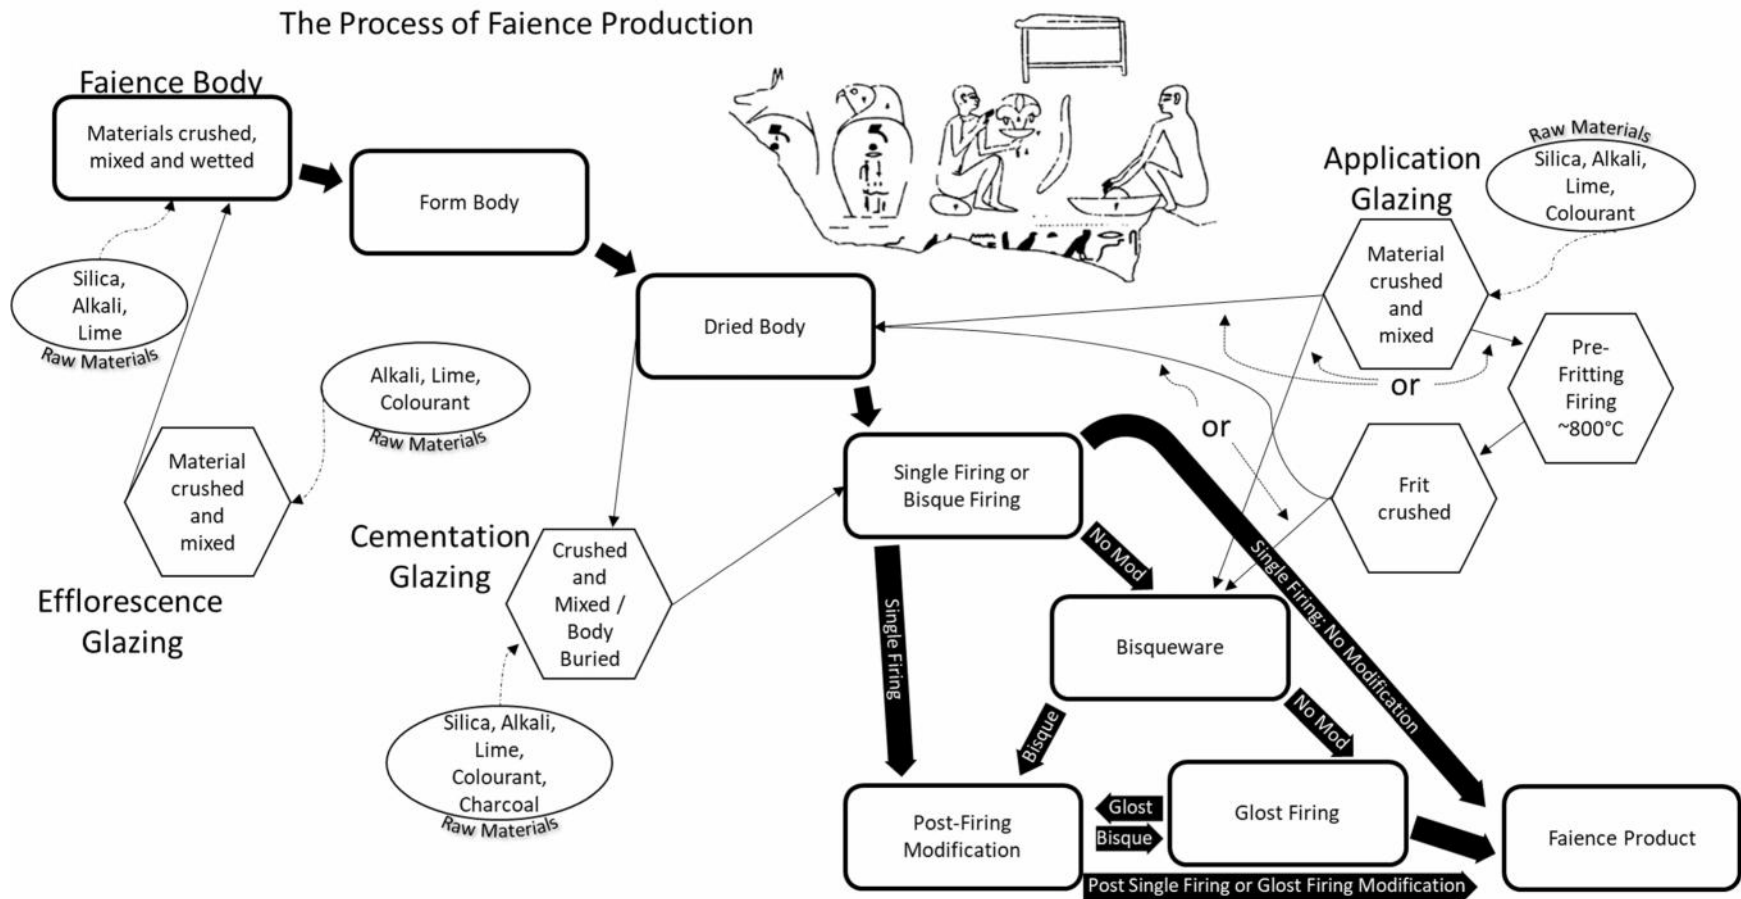 The Process of Faience Production
Faience Body
Materials crushed,
mixed and wetted
Form Body
Silica,
Alkali,
Lime
Raw Materials
Alkali, Lime,
Colourant
Raw Materials
Material
crushed
and
mixed
Efflorescence
Glazing
Dried Body
Cementation
Glazing
Crushed
and
Mixed /
Body
Buried
Silica, Alkali,
Lime,
Colourant,
Charcoal
Raw Materials
Application
Glazing
Raw Materials
Silica, Alkali,
Lime,
Colourant
Material
crushed
and
mixed
or
Pre-
Fritting
Firing
~800°C
or
Frit
crushed
Single Firing or
Bisque Firing
No Mod
Single Firing; No Modification
Single Firing
Bisqueware
Bisque
No Mod
Post-Firing
Modification
Glost
Bisque
Glost Firing
Post Single Firing or Glost Firing Modification
Faience Product